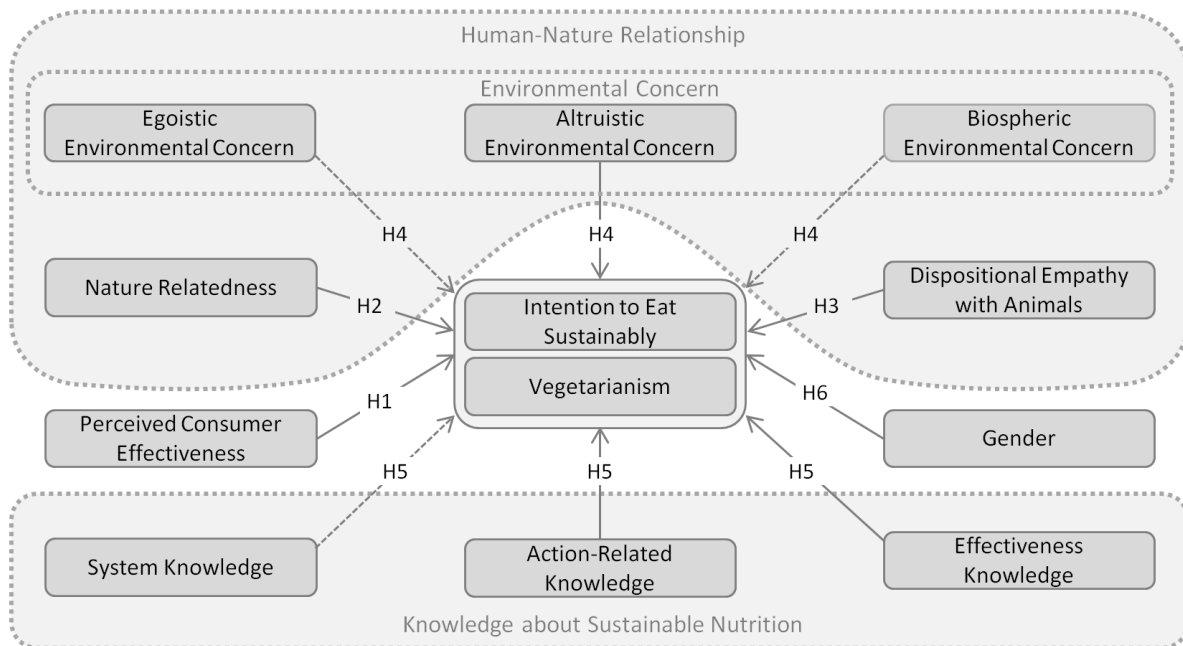 Human-Nature Relationship
Environmental Concern
Egoistic
Environmental Concern
Altruistic
Environmental Concern
Biospheric
Environmental Concern
H4
H4
H4
Nature Relatedness
H2
Intention to Eat
Sustainably
H3
Dispositional Empathy
with Animals
Vegetarianism
H1
H6
Perceived Consumer
Effectiveness
Gender
H5
H5
H5
System Knowledge
Action-Related
Knowledge
Effectiveness
Knowledge
Knowledge about Sustainable Nutrition